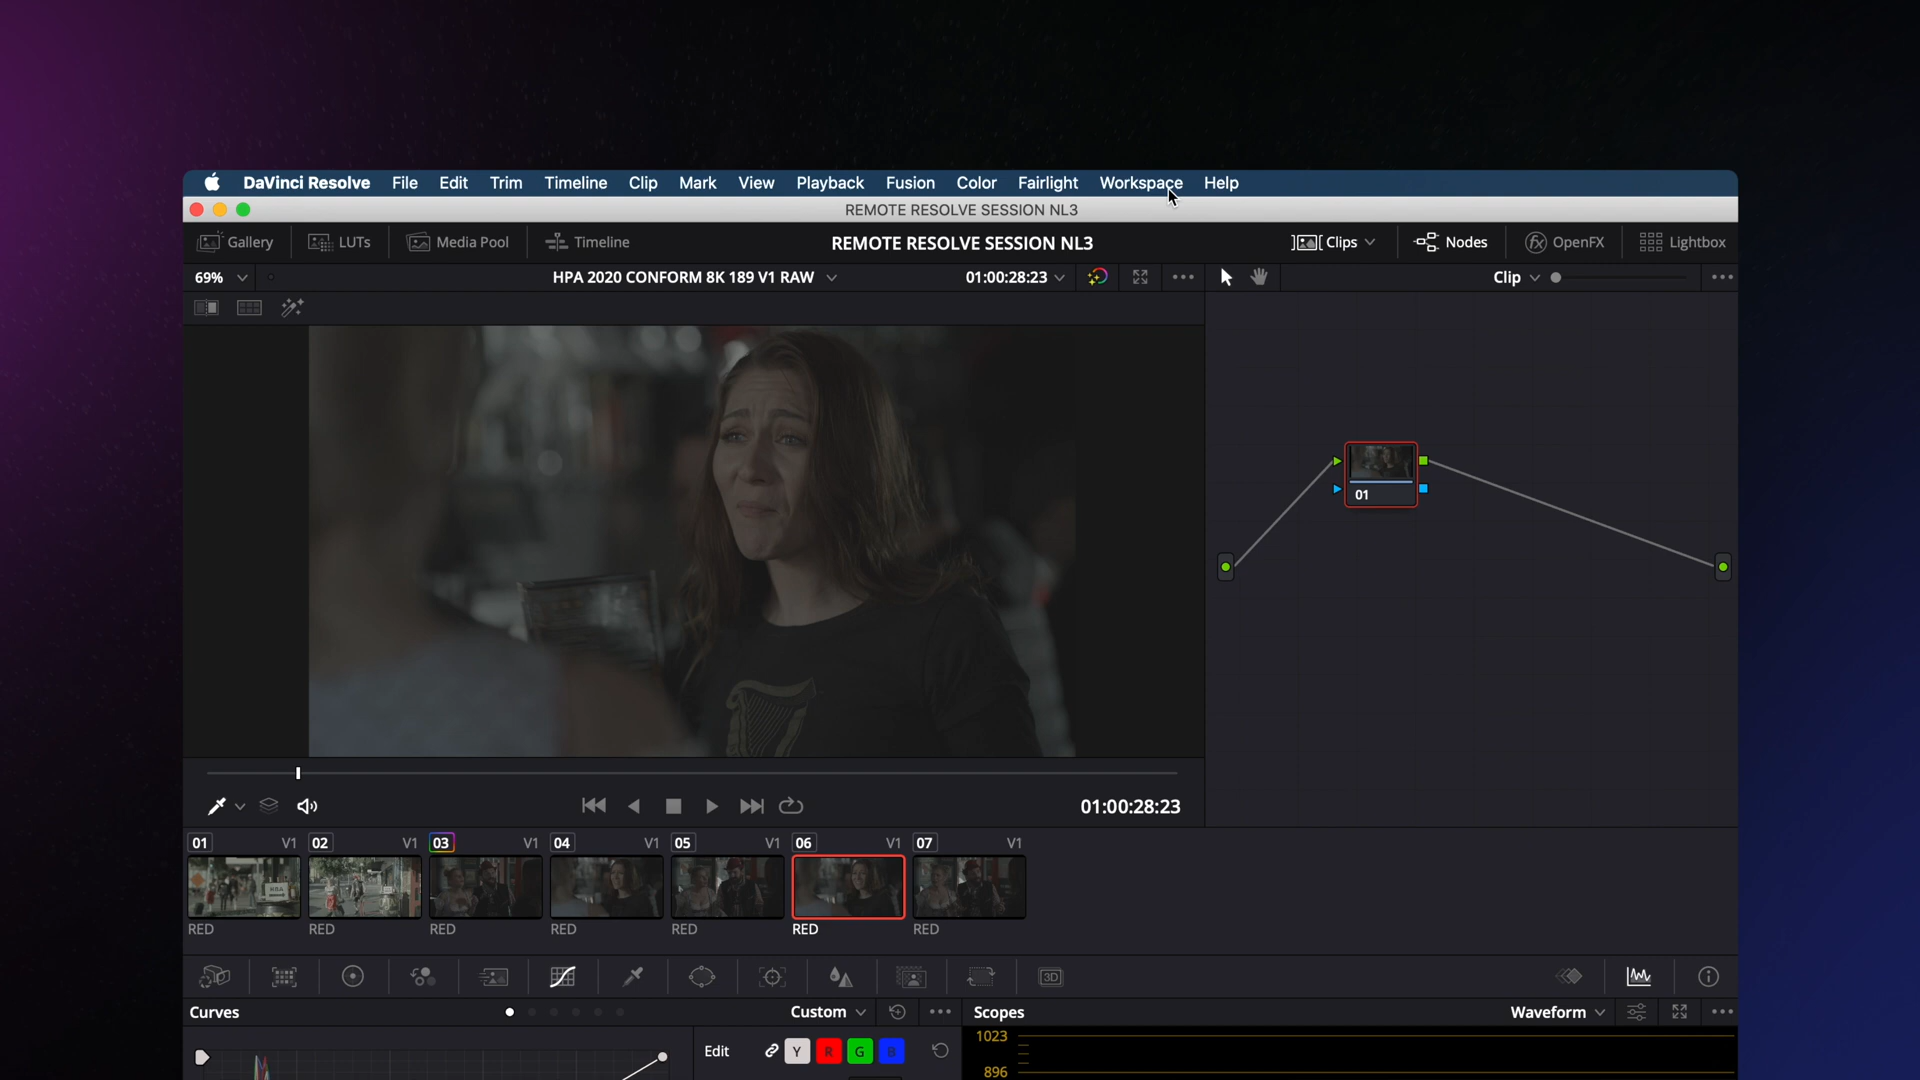 DaVinci Resolve File Edit Trim Timeline Clip Mark View Playback Fusion Color Fairlight Workspace Help
REMOTE RESOLVE SESSION NL3
Gallery LUTs Media Pool Timeline REMOTE RESOLVE SESSION NL3 Clips Nodes OpenFX Lightbox
69% HPA 2020 CONFORM 8K 189 V1 RAW 01:00:28:23 Clip
01
01:00:28:23
01 V1 02 V1 03 V1 04 V1 05 V1 06 V1 07 V1
RED RED RED RED RED RED RED
3D
Curves Custom Scopes Waveform
1023
Edit Y R G B
896